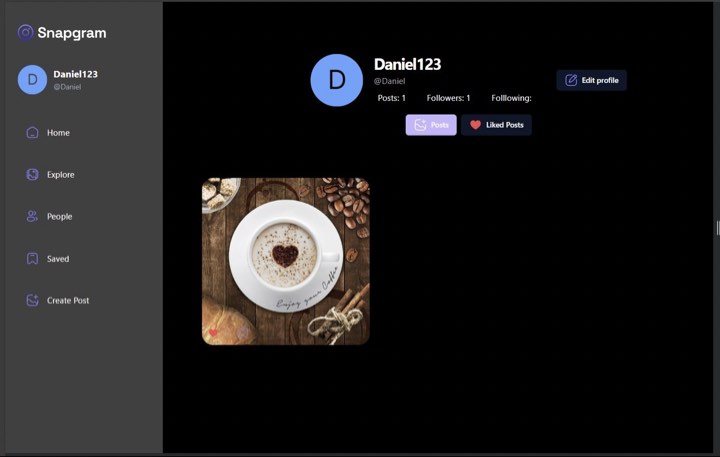 Snapgram
D
Daniel123
@Daniel
Home
Explore
People
Saved
Create Post
D
Daniel123
@Daniel
Posts: 1 Followers: 1 Folllowing:
Edit profile
Posts Liked Posts
Enjoy your Coffee